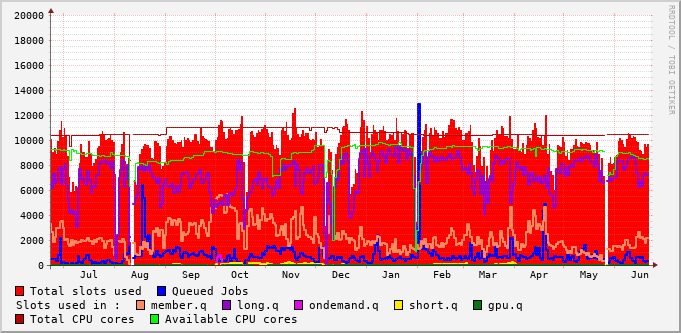 20000
18000
16000
14000
12000
10000
8000
6000
4000
2000
0
Jul Aug Sep Oct Nov Dec Jan Feb Mar Apr May Jun
RRDTOOL / TOBI OETIKER
Total slots used Queued Jobs
Slots used in : member.q long.q ondemand.q short.q gpu.q
Total CPU cores Available CPU cores